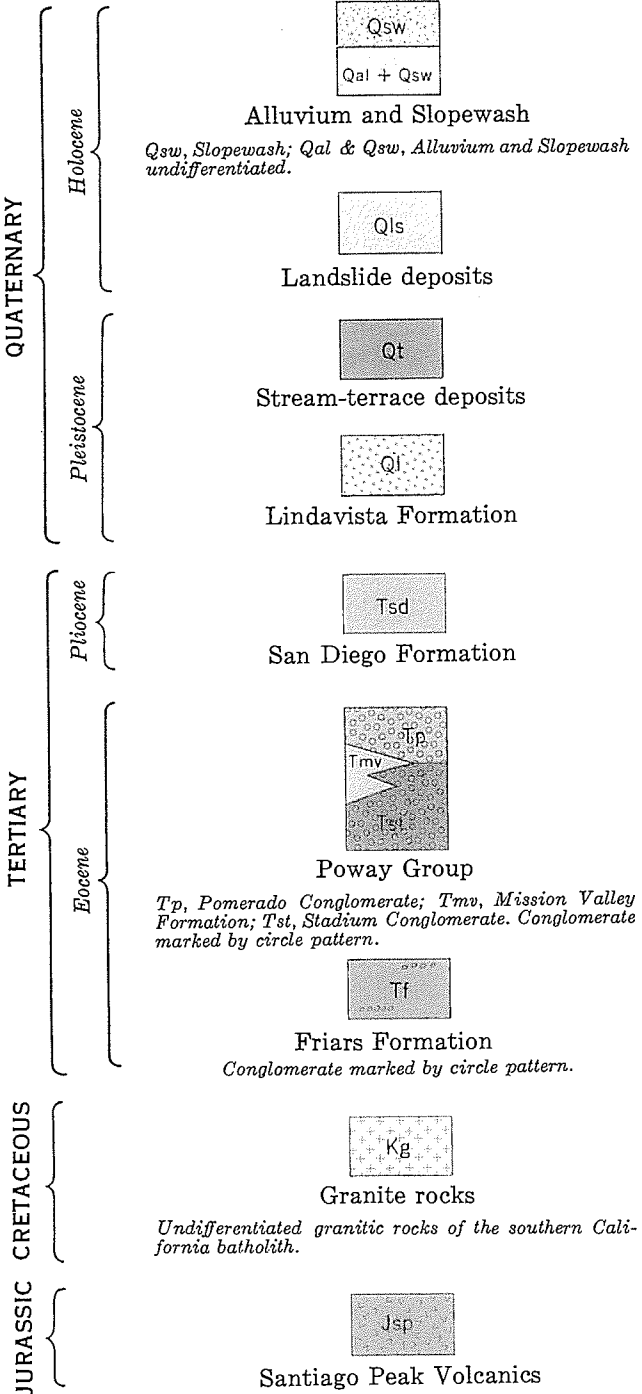 QUATERNARY
Holocene
Qsw
Qal + Qsw
Alluvium and Slopewash
Qsw, Slopewash; Qal & Qsw, Alluvium and Slopewash
undifferentiated.
Qls
Landslide deposits
Pleistocene
Qt
Stream-terrace deposits
Ql
Lindavista Formation
TERTIARY
Pliocene
Tsd
San Diego Formation
Eocene
Tp
Tmv
Tst
Poway Group
Tp, Pomerado Conglomerate; Tmv, Mission Valley
Formation; Tst, Stadium Conglomerate. Conglomerate
marked by circle pattern.
Tf
Friars Formation
Conglomerate marked by circle pattern.
CRETACEOUS
Kg
Granite rocks
Undifferentiated granitic rocks of the southern Cali-
fornia batholith.
JURASSIC
Jsp
Santiago Peak Volcanics